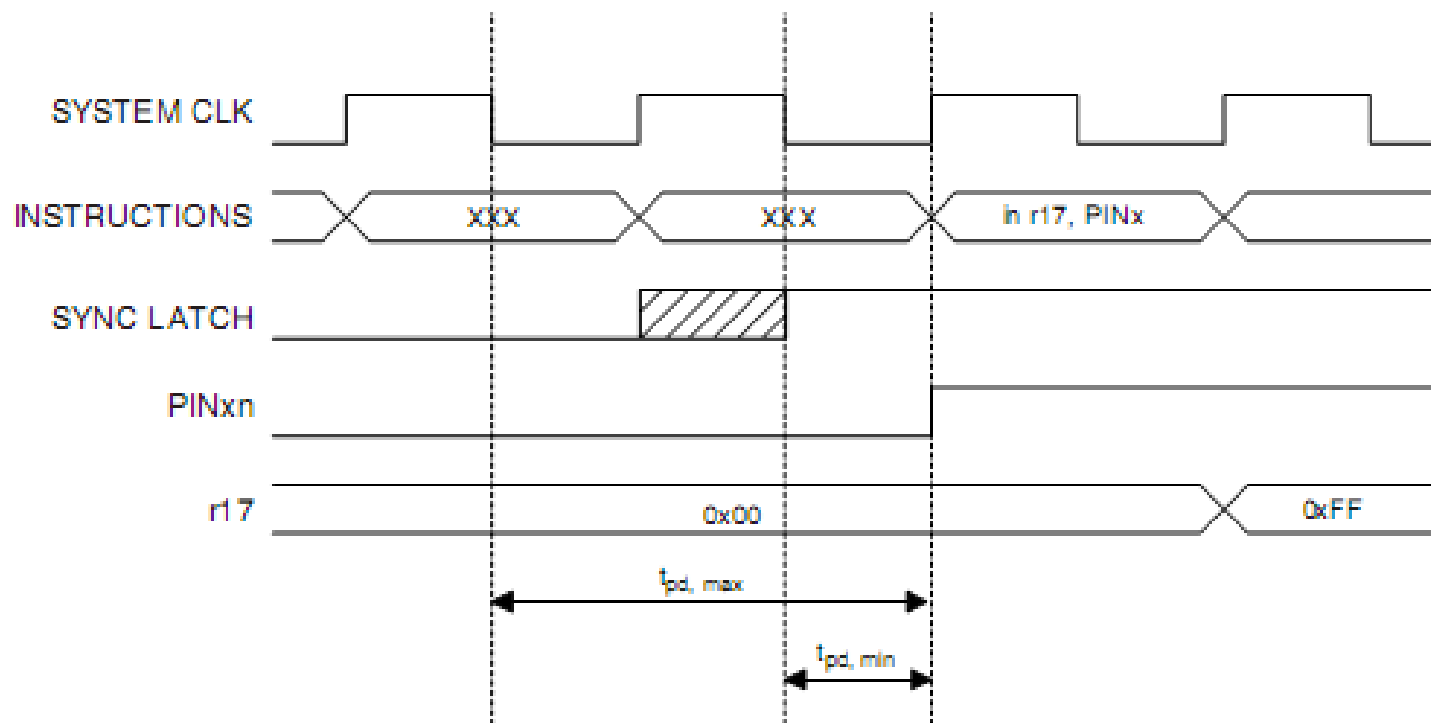 SYSTEM CLK
INSTRUCTIONS XXX XXX in r17, PINx
SYNC LATCH
PINxn
r17 0x00 0xFF
tpd, max
tpd, min